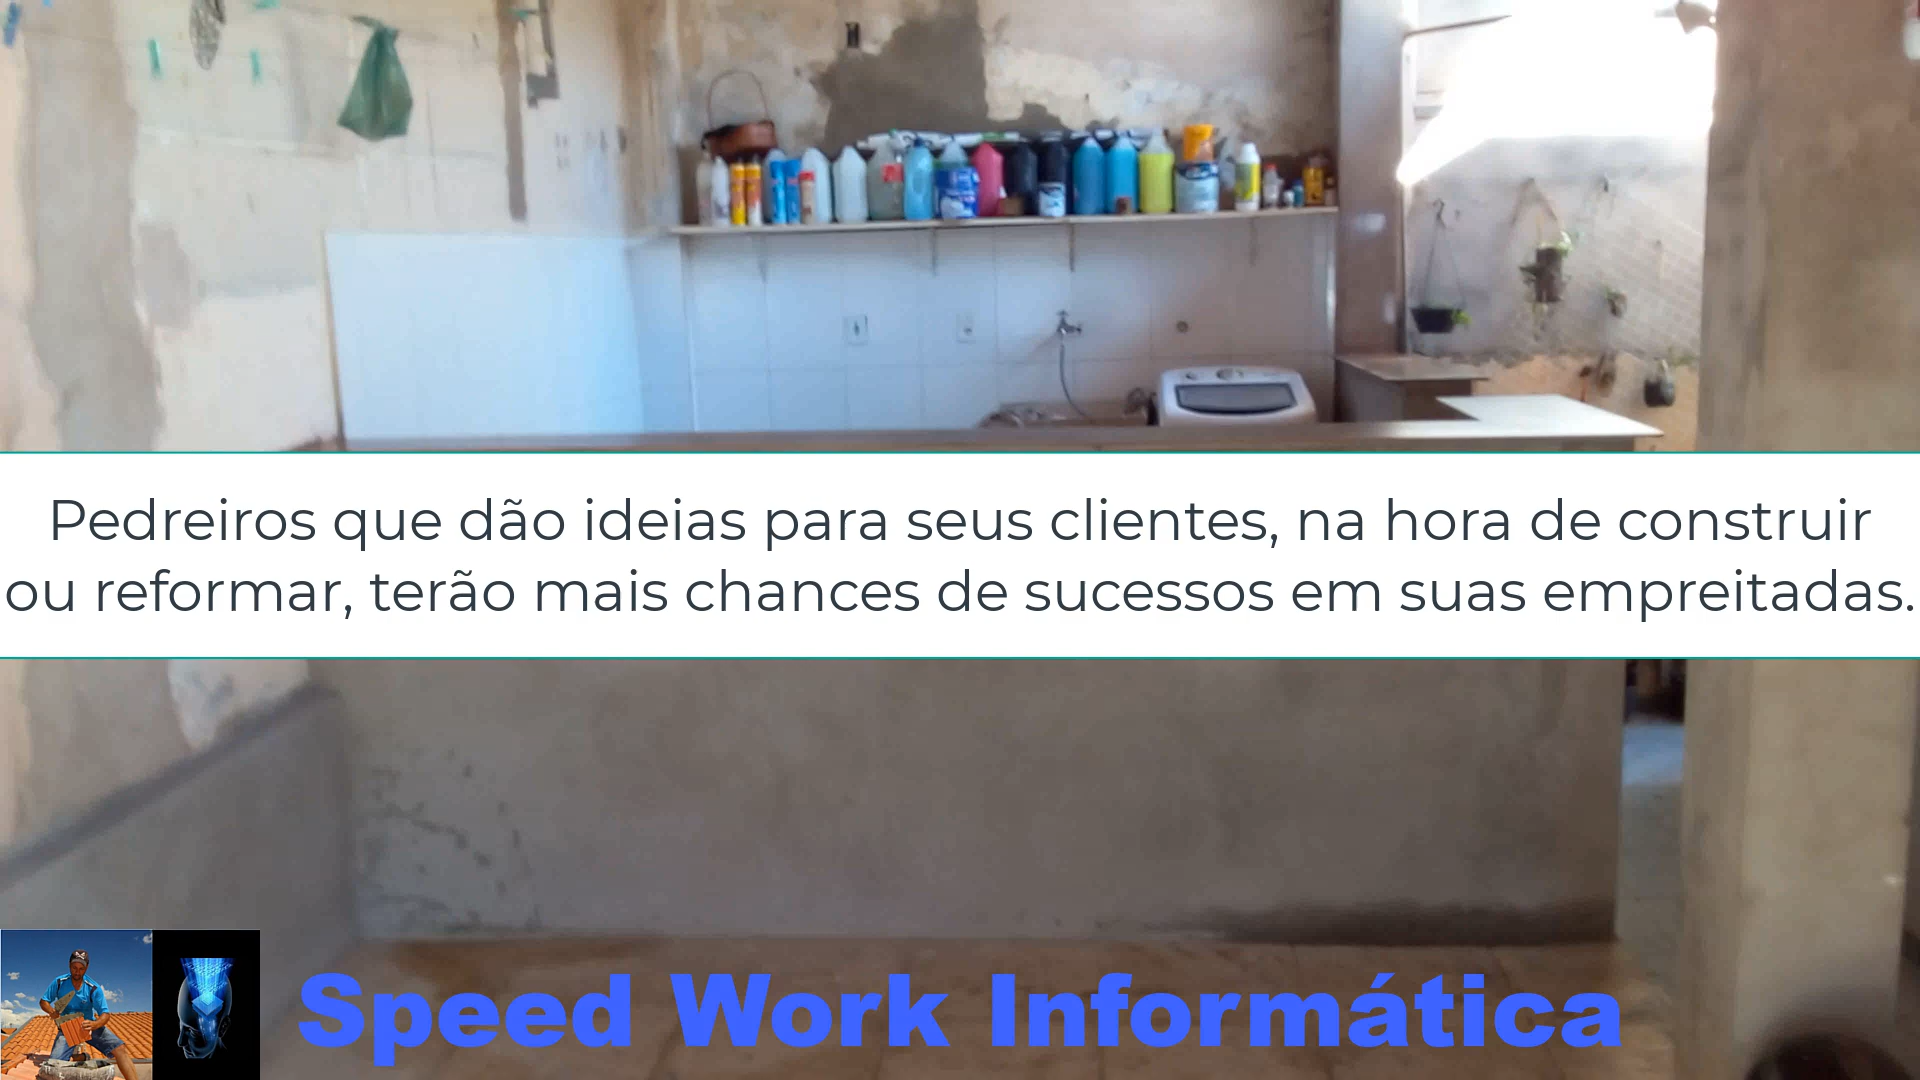 Pedreiros que dão ideias para seus clientes, na hora de construir
ou reformar, terão mais chances de sucessos em suas empreitadas.
Speed Work Informática